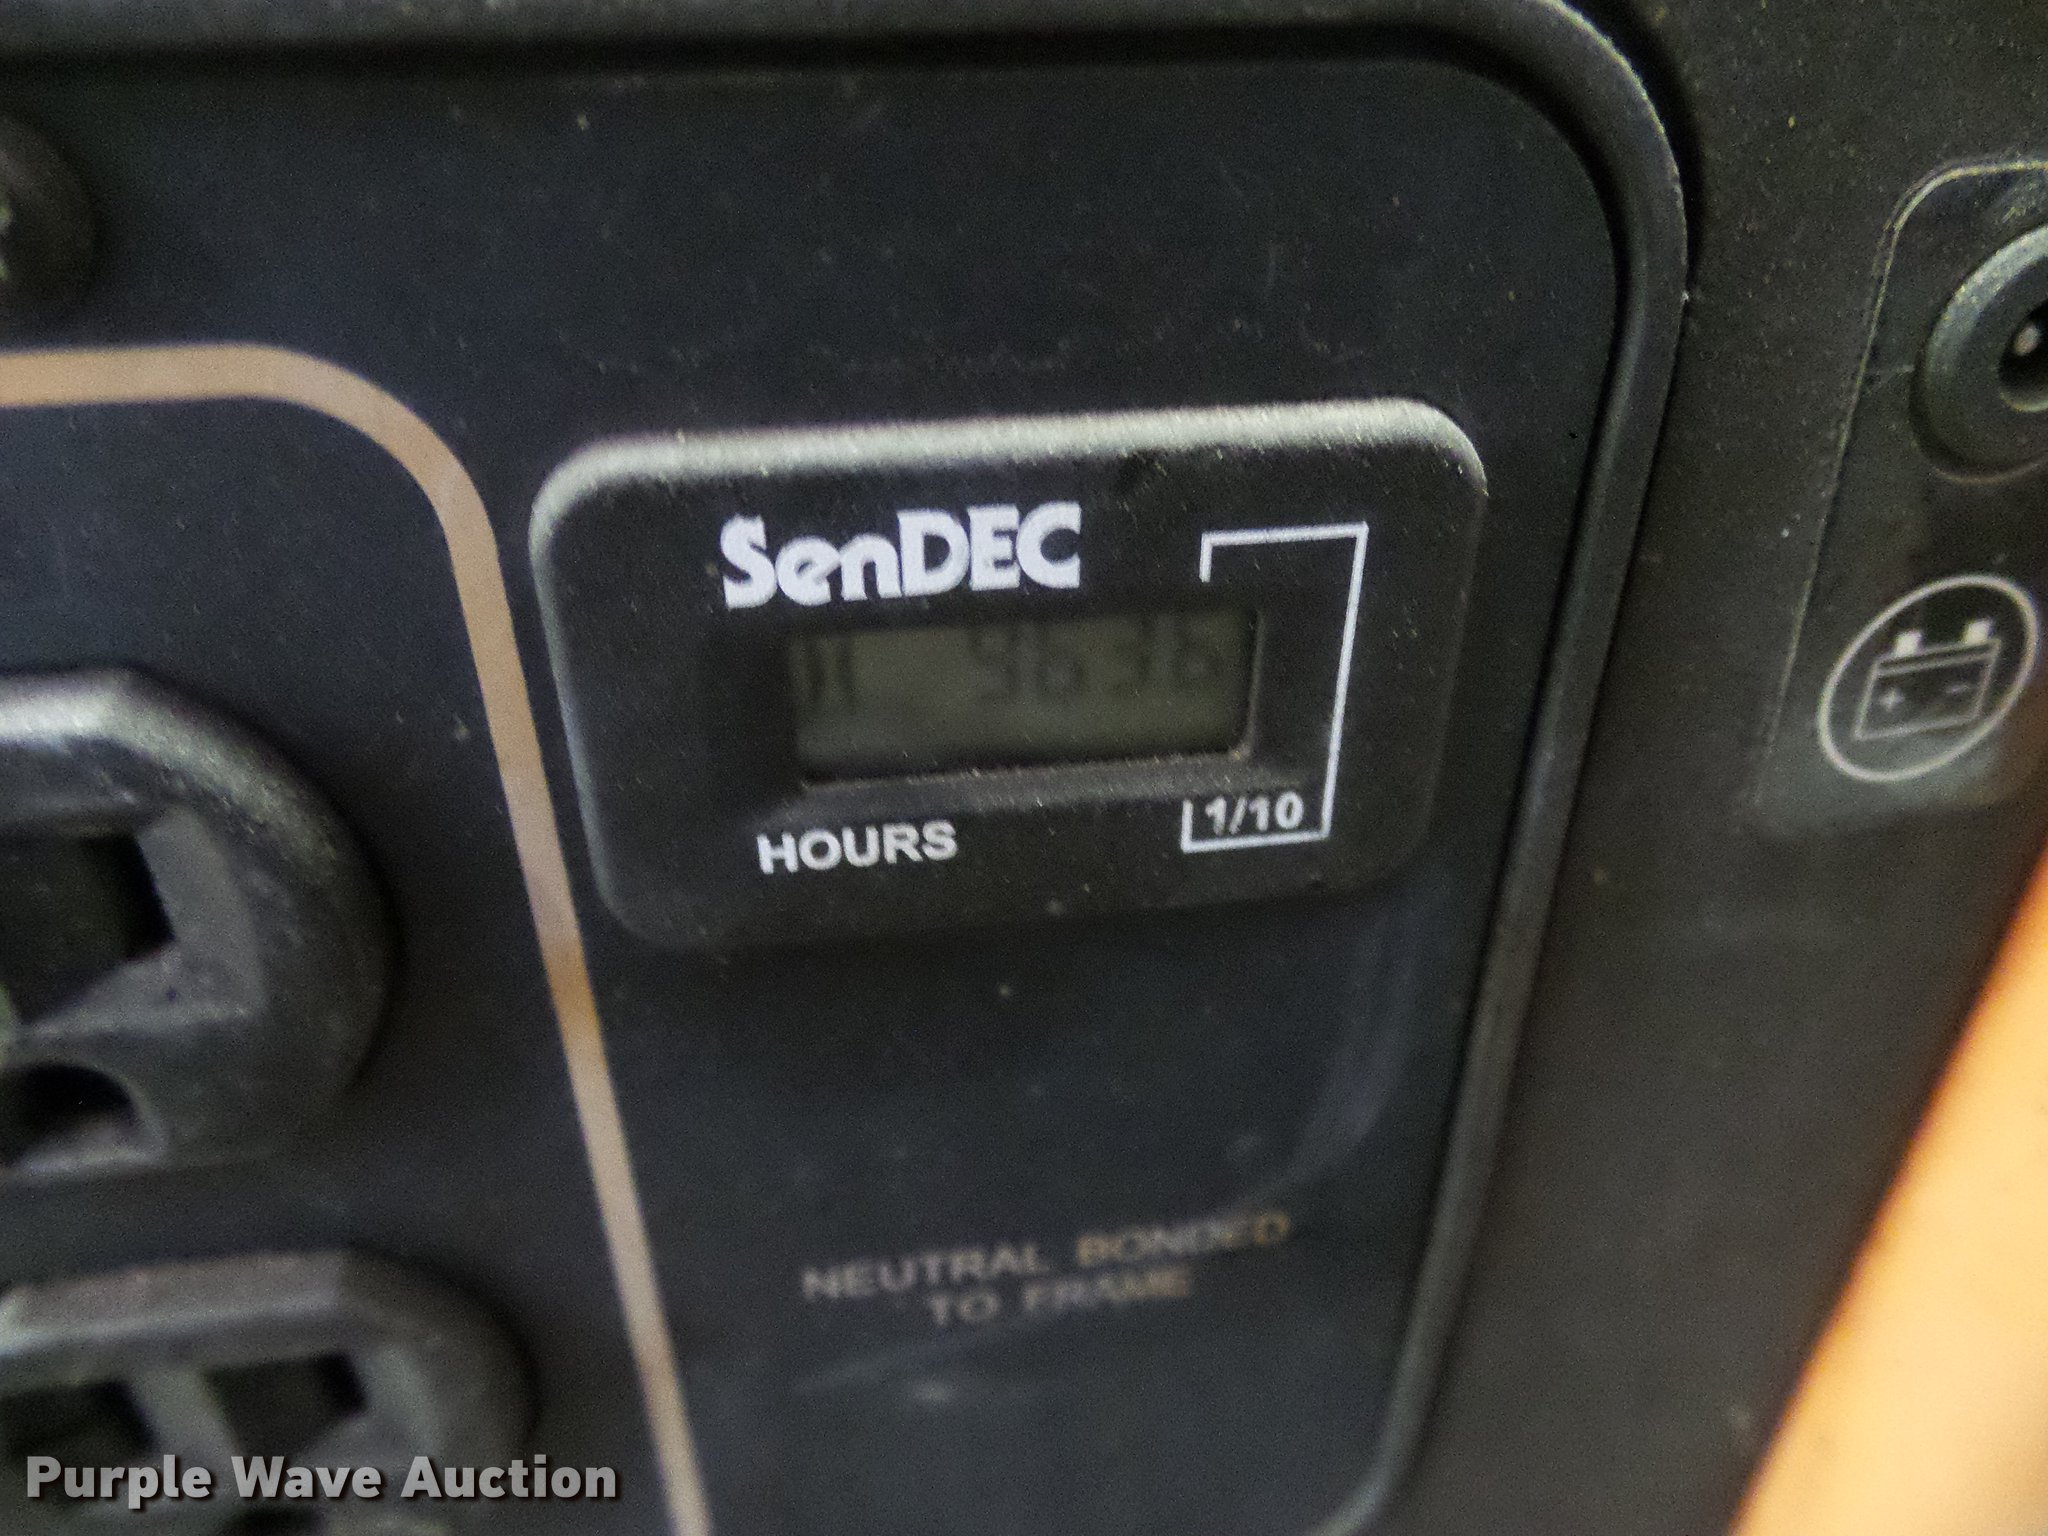 SenDEC
HOURS
1/10
NEUTRAL BONDED
TO FRAME
Purple Wave Auction